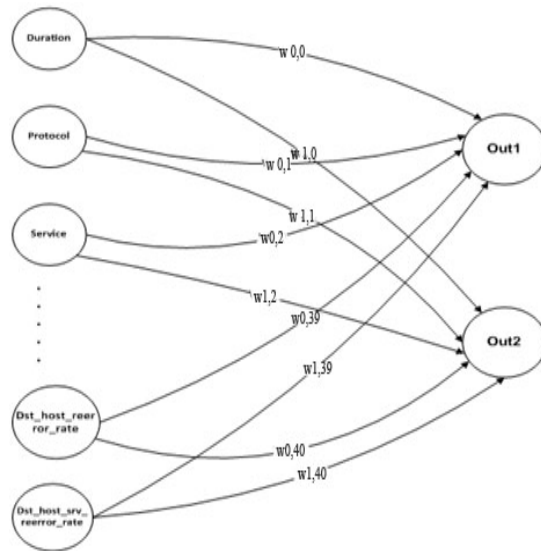 Duration
w 0,0
Protocol
Out1
w 1,0
w 0,1
w 1,1
Service
w0,2
w1,2
w0,39
Out2
w1,39
Dst_host_reer
ror_rate
w0,40
w1,40
Dst_host_srv_
reerror_rate